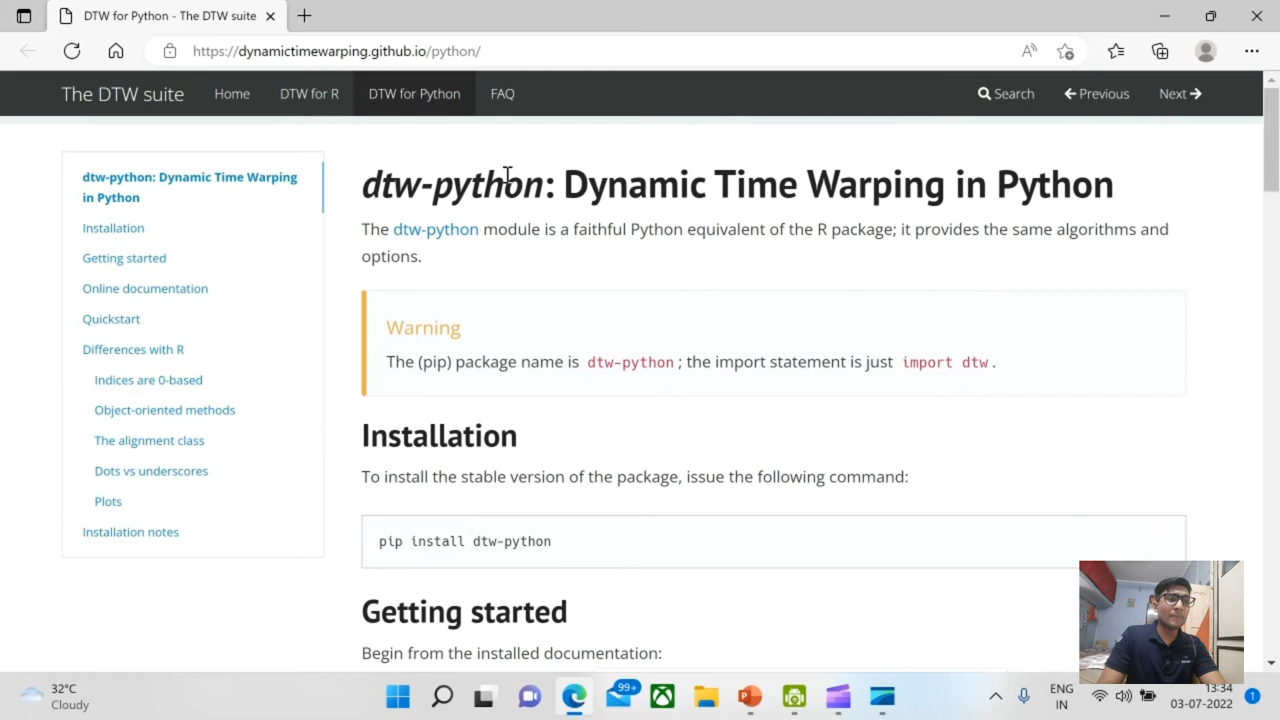 DTW for Python - The DTW suite
https://dynamictimewarping.github.io/python/
The DTW suite Home DTW for R DTW for Python FAQ Search Previous Next
dtw-python: Dynamic Time Warping
in Python
Installation
Getting started
Online documentation
Quickstart
Differences with R
Indices are 0-based
Object-oriented methods
The alignment class
Dots vs underscores
Plots
Installation notes
dtw-python: Dynamic Time Warping in Python
The dtw-python module is a faithful Python equivalent of the R package; it provides the same algorithms and
options.
Warning
The (pip) package name is dtw-python; the import statement is just import dtw.
Installation
To install the stable version of the package, issue the following command:
pip install dtw-python
Getting started
Begin from the installed documentation:
32°C
Cloudy
99+
ENG
IN
13:34
03-07-2022
1